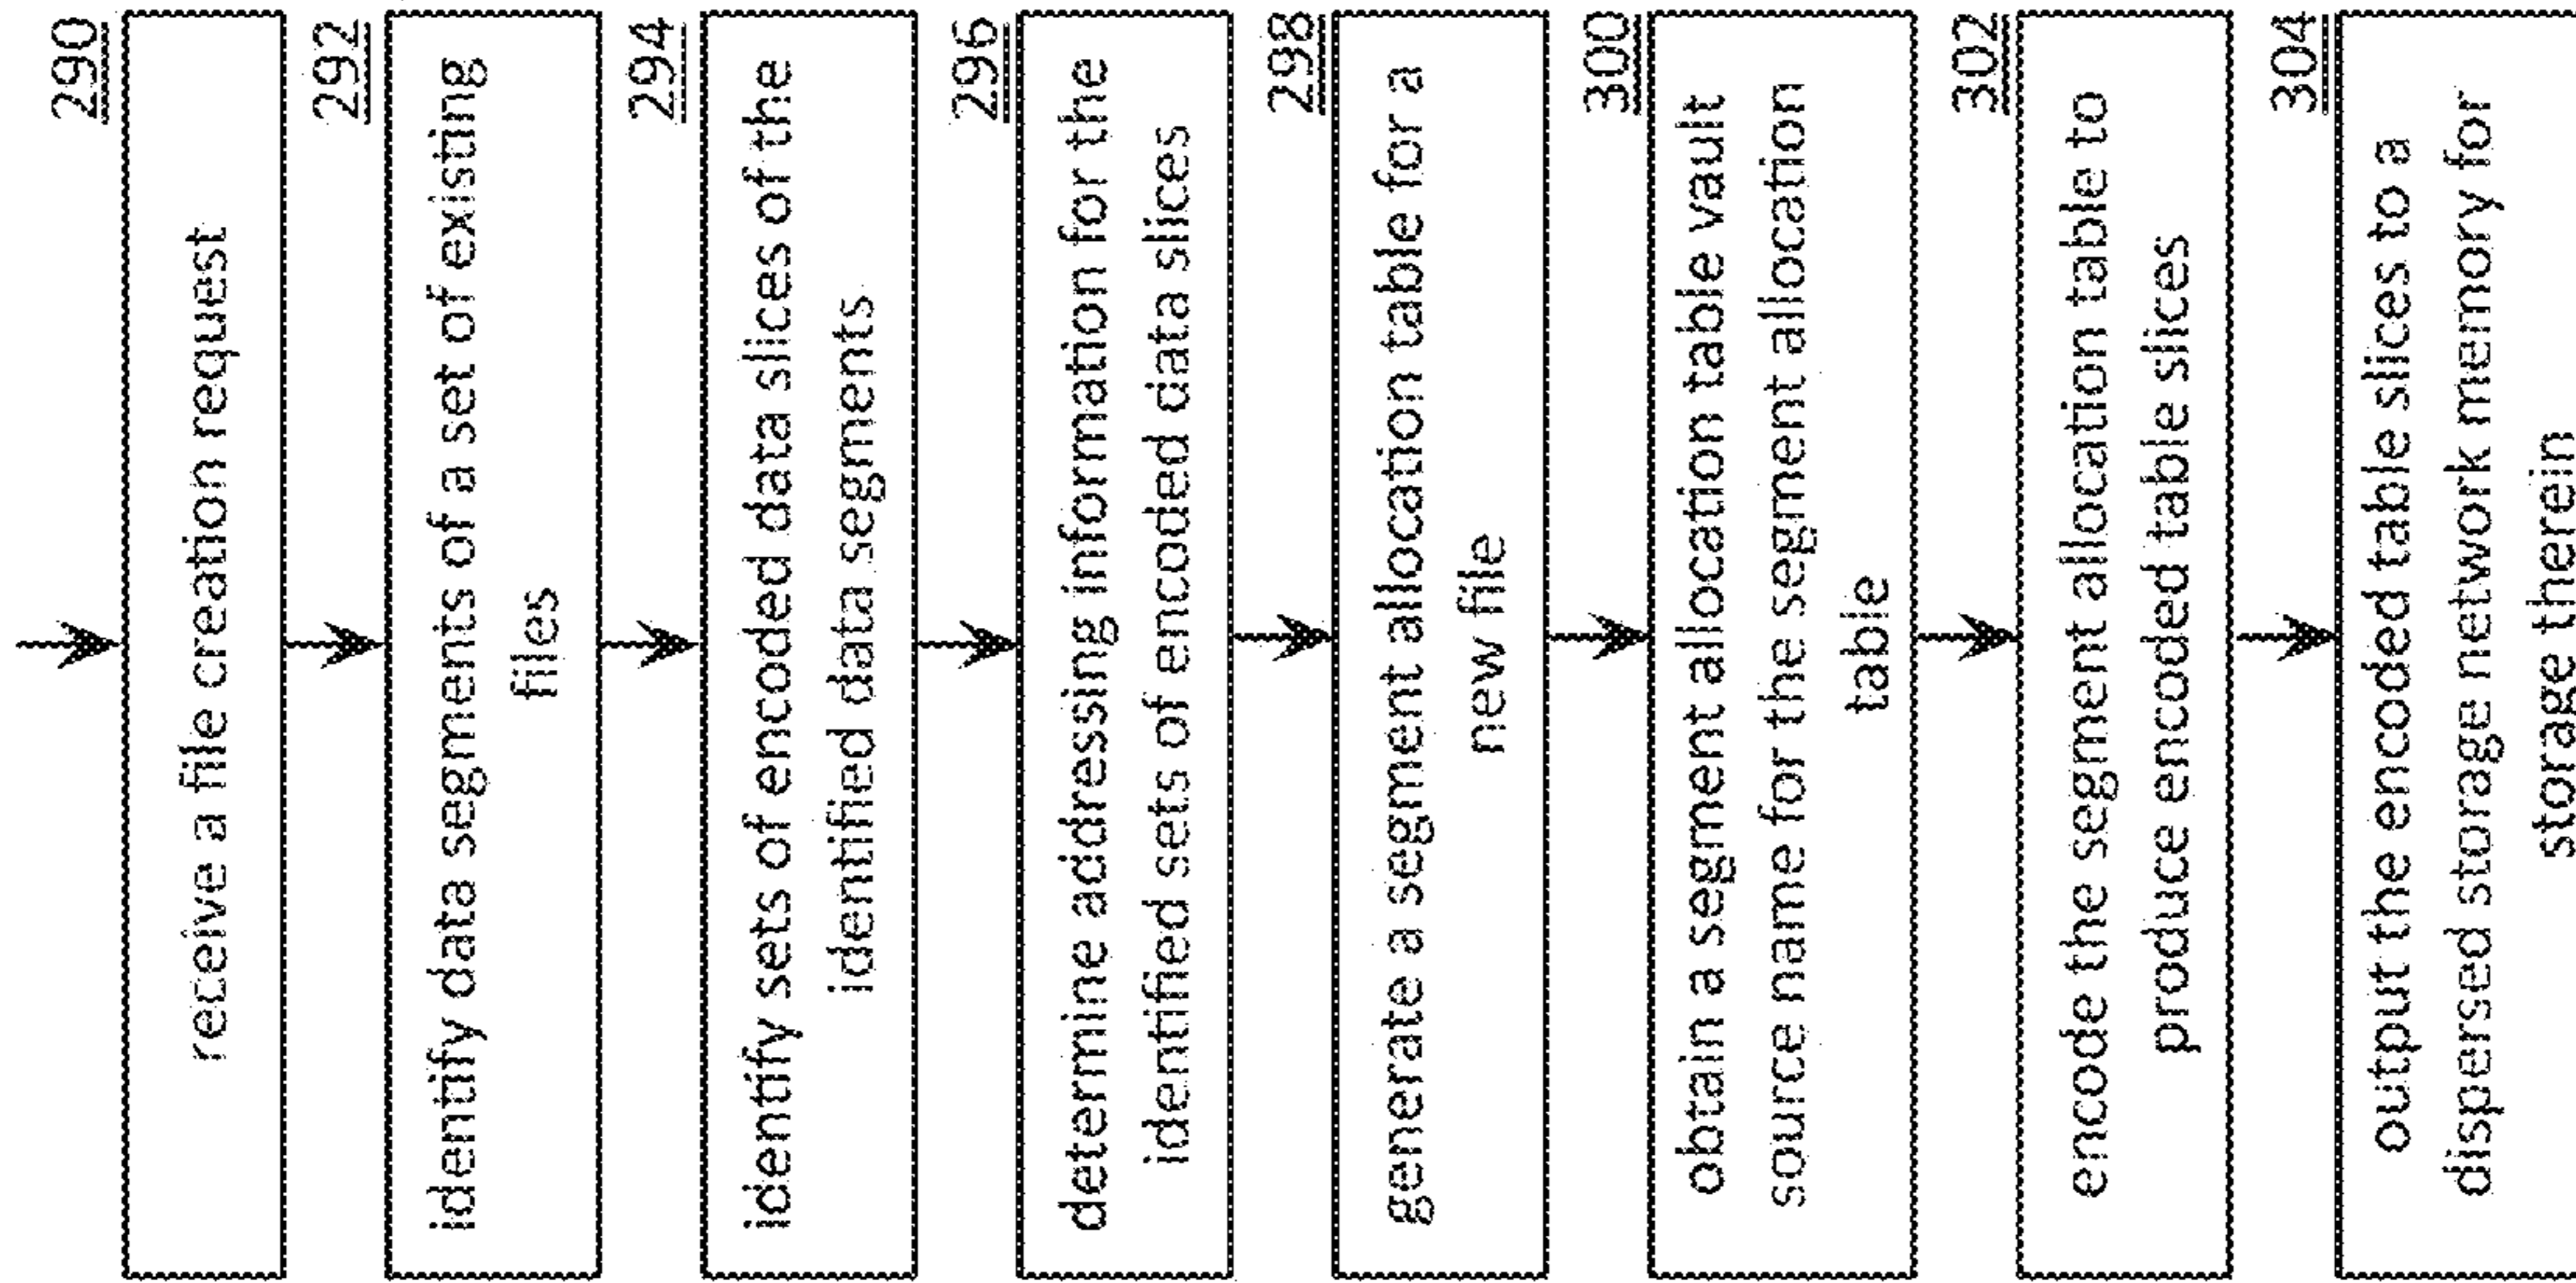 290
receive a file creation request
292
identify data segments of a set of existing
files
294
identify sets of encoded data slices of the
identified data segments
296
determine addressing information for the
identified sets of encoded data slices
298
generate a segment allocation table for a
new file
300
obtain a segment allocation table vault
source name for the segment allocation
table
302
encode the segment allocation table to
produce encoded table slices
304
output the encoded table slices to a
dispersed storage network memory for
storage therein